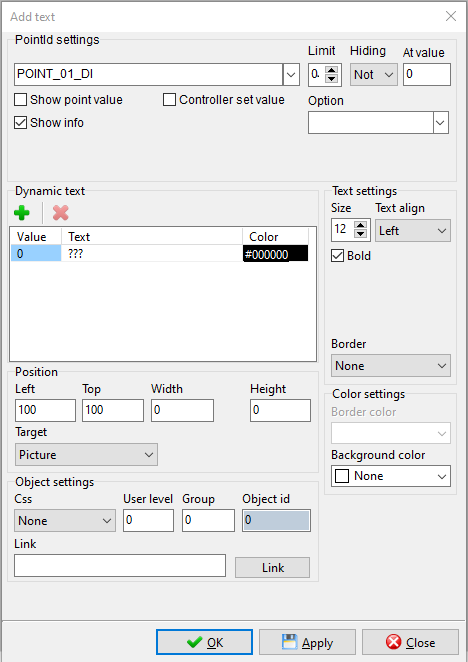 Add text
PointId settings
Limit Hiding At value
POINT_01_DI 0 Not 0
Show point value Controller set value Option
Show info
Dynamic text
Value Text Color
0 ??? #000000
Text settings
Size Text align
12 Left
Bold
Border
None
Position
Left Top Width Height
100 100 0 0
Target
Picture
Color settings
Border color
Background color
None
Object settings
Css User level Group Object id
None 0 0 0
Link
Link
OK Apply Close